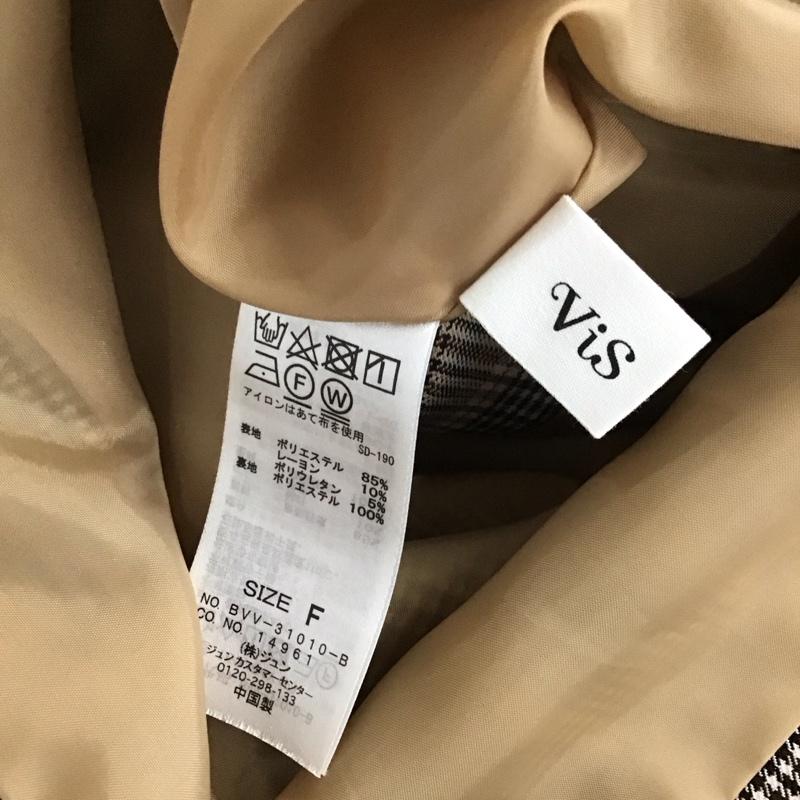 ViS
F
W
アイロンはあて布を使用
SD-190
表地 ポリエステル 85%
レーヨン 10%
ポリウレタン 5%
裏地 ポリエステル 100%
SIZE F
NO. BVV-31010-B
CO. NO. 14961
(株)ジュン
ジュンカスタマーセンター
0120-298-133
中国製